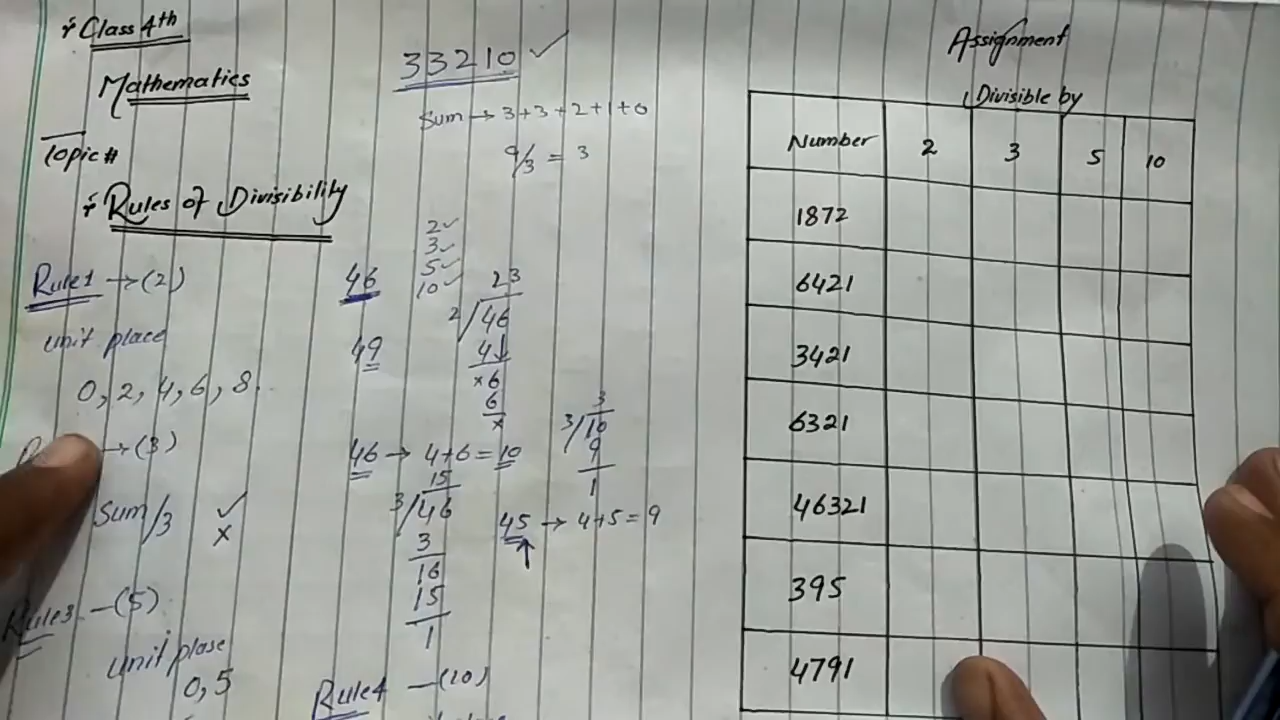 Class 4th
Mathematics
Topic #
Rules of Divisibility
Rule1 → (2)
unit place
0, 2, 4, 6, 8.
→ (3)
Sum/3 ✓
x
Rule3 - (5)
unit plase
0,5
33210 ✓
Sum → 3+3+2+1+0
9/3 = 3
2✓
3✓
5✓
10✓
46
49
23
2/46
4↓
x6
6
x
46 → 4+6=10
3
3/10
9
1
15
3/46
3
16
15
1
45 → 4+5=9
Rule4 - (10)
Assignment
Divisible by
Number 2 3 5 10
1872
6421
3421
6321
46321
395
4791